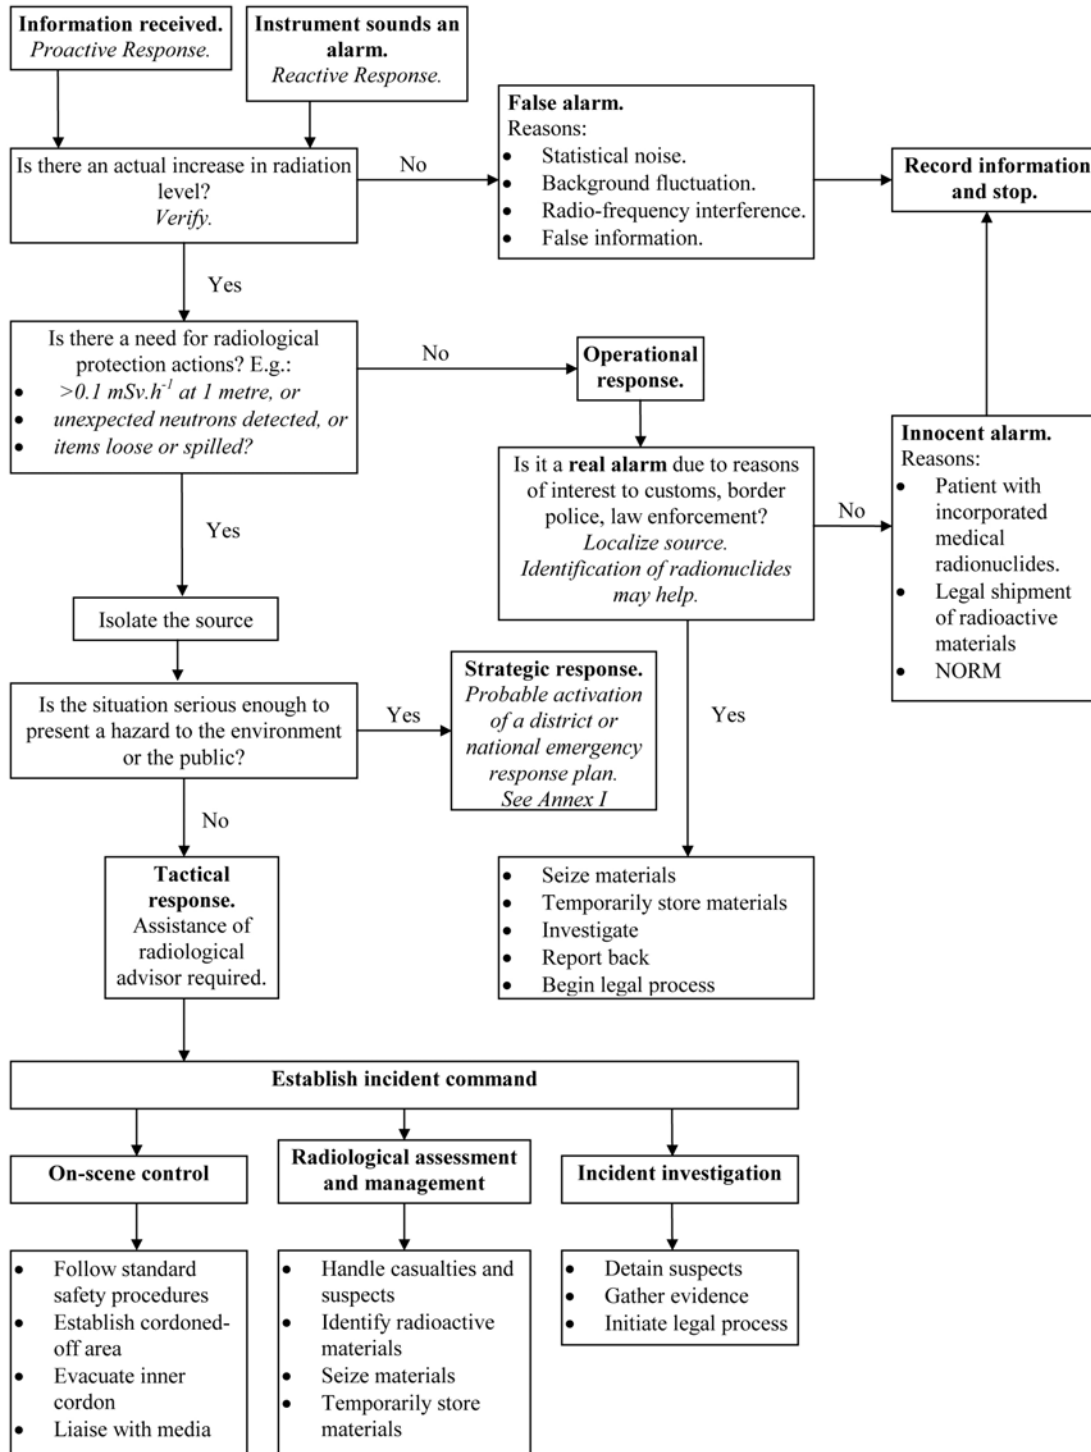 Information received.
Proactive Response.
Instrument sounds an
alarm.
Reactive Response.
False alarm.
Reasons:
• Statistical noise.
• Background fluctuation.
• Radio-frequency interference.
• False information.
Record information
and stop.
Is there an actual increase in radiation
level?
Verify.
No
Yes
Is there a need for radiological
protection actions? E.g.:
• >0.1 mSv.h⁻¹ at 1 metre, or
• unexpected neutrons detected, or
• items loose or spilled?
No
Operational
response.
Is it a real alarm due to reasons
of interest to customs, border
police, law enforcement?
Localize source.
Identification of radionuclides
may help.
No
Innocent alarm.
Reasons:
• Patient with
incorporated
medical
radionuclides.
• Legal shipment
of radioactive
materials
• NORM
Yes
Isolate the source
Is the situation serious enough to
present a hazard to the environment
or the public?
Yes
Strategic response.
Probable activation
of a district or
national emergency
response plan.
See Annex I
Yes
No
Tactical
response.
Assistance of
radiological
advisor required.
• Seize materials
• Temporarily store materials
• Investigate
• Report back
• Begin legal process
Establish incident command
On-scene control
Radiological assessment
and management
Incident investigation
• Follow standard
safety procedures
• Establish cordoned-
off area
• Evacuate inner
cordon
• Liaise with media
• Handle casualties and
suspects
• Identify radioactive
materials
• Seize materials
• Temporarily store
materials
• Detain suspects
• Gather evidence
• Initiate legal process